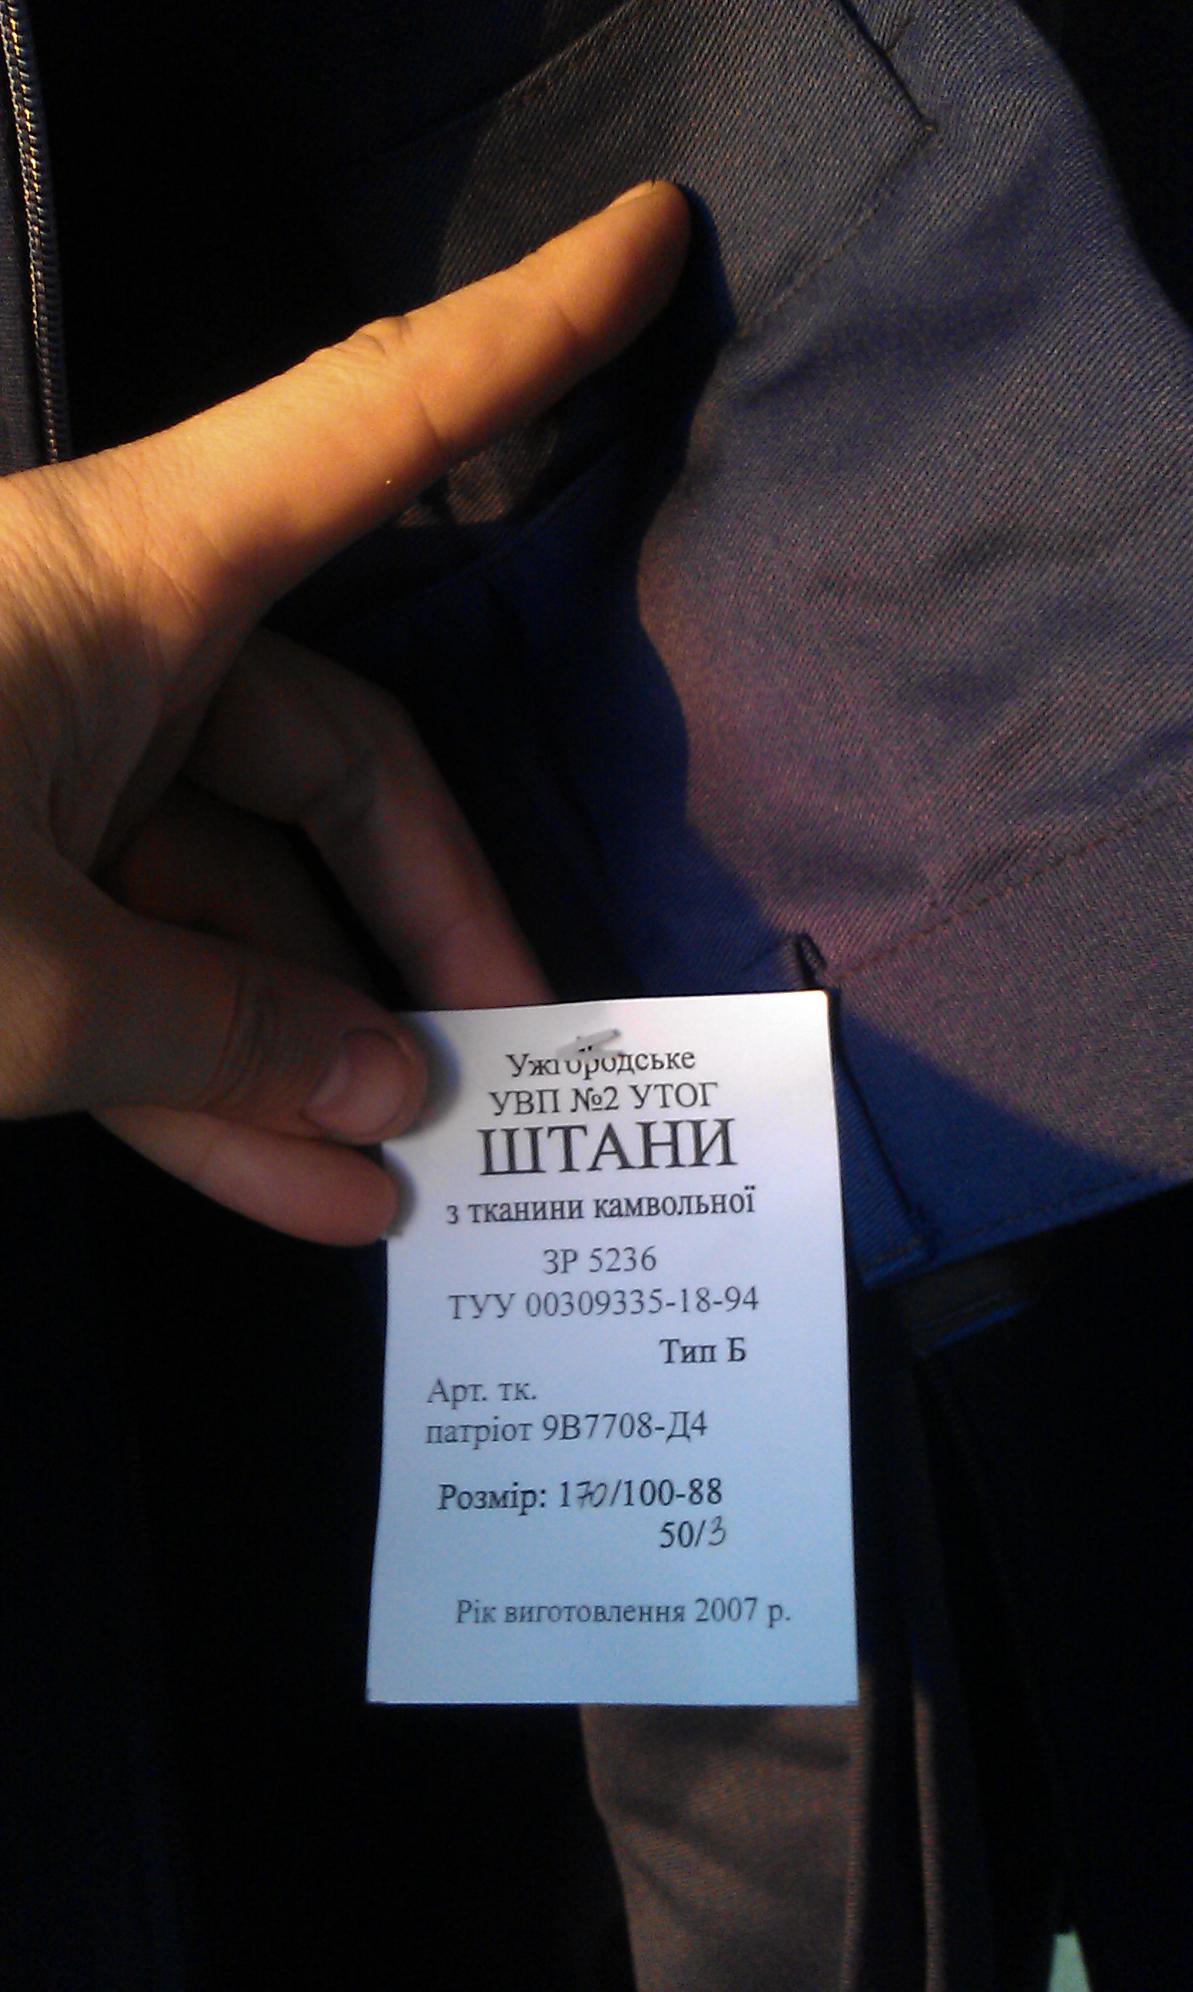 Ужгородське
УВП №2 УТОГ
ШТАНИ
з тканини камвольної
ЗР 5236
ТУУ 00309335-18-94
Тип Б
Арт. тк.
патріот 9В7708-Д4
Розмір: 170/100-88
50/3
Рік виготовлення 2007 р.